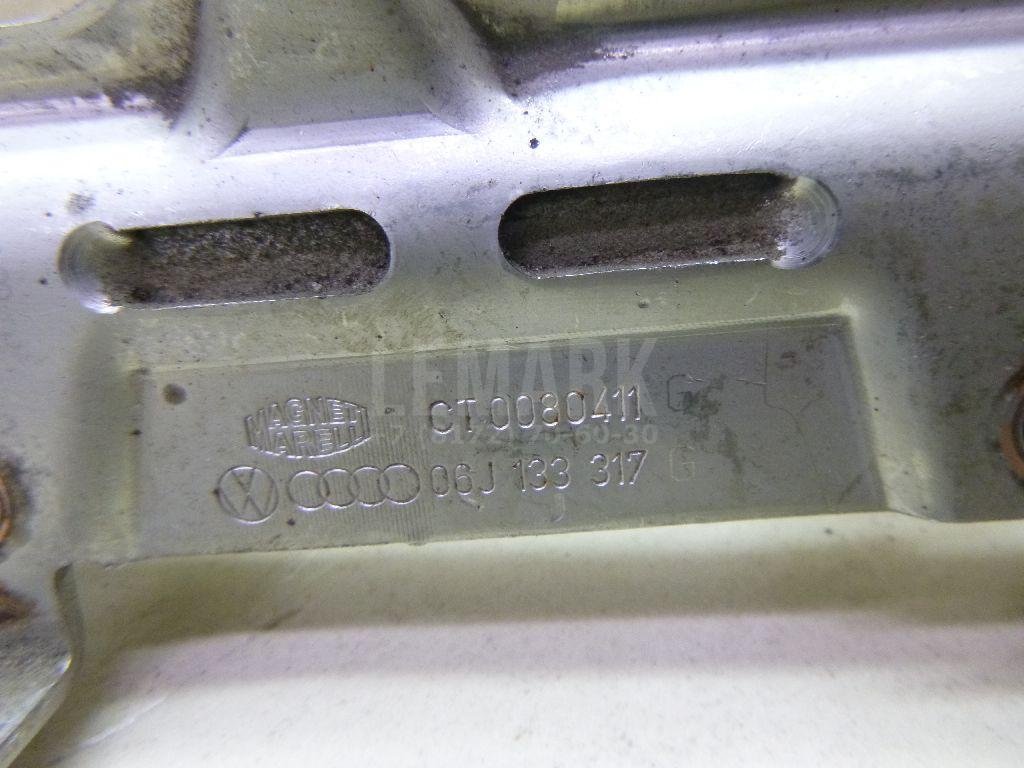 LEMARK
MAGNETI
MARELLI
CT 0080411 G
06J 133 317 G